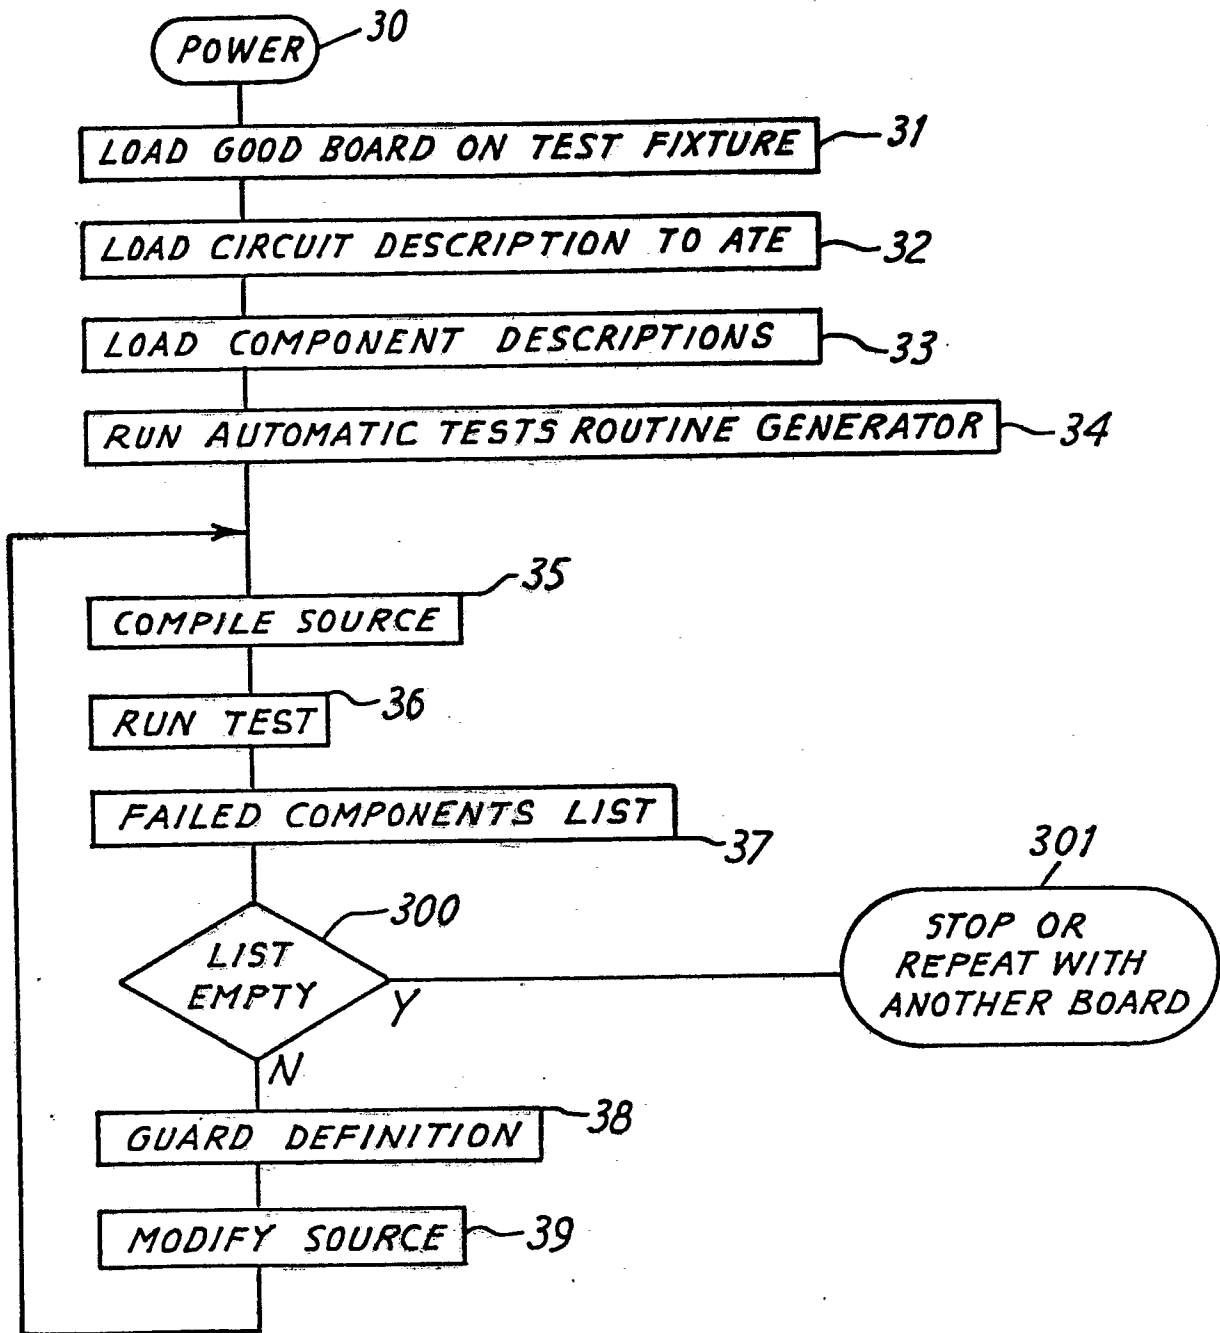 POWER
30
LOAD GOOD BOARD ON TEST FIXTURE
31
LOAD CIRCUIT DESCRIPTION TO ATE
32
LOAD COMPONENT DESCRIPTIONS
33
RUN AUTOMATIC TESTS ROUTINE GENERATOR
34
35
COMPILE SOURCE
36
RUN TEST
FAILED COMPONENTS LIST
37
300
LIST
EMPTY
Y
N
301
STOP OR
REPEAT WITH
ANOTHER BOARD
38
GUARD DEFINITION
MODIFY SOURCE
39